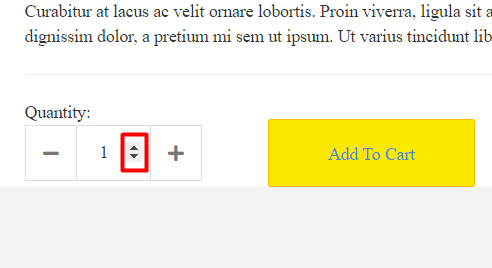 Curabitur at lacus ac velit ornare lobortis. Proin viverra, ligula sit a
dignissim dolor, a pretium mi sem ut ipsum. Ut varius tincidunt lib
Quantity:
− 1 +
Add To Cart